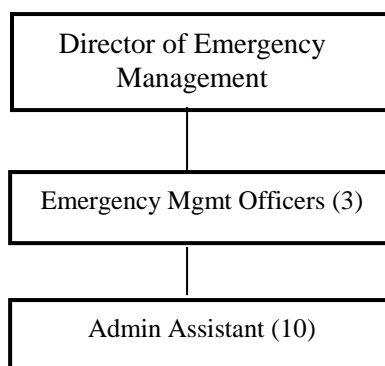 Director of Emergency
Management
Emergency Mgmt Officers (3)
Admin Assistant (10)